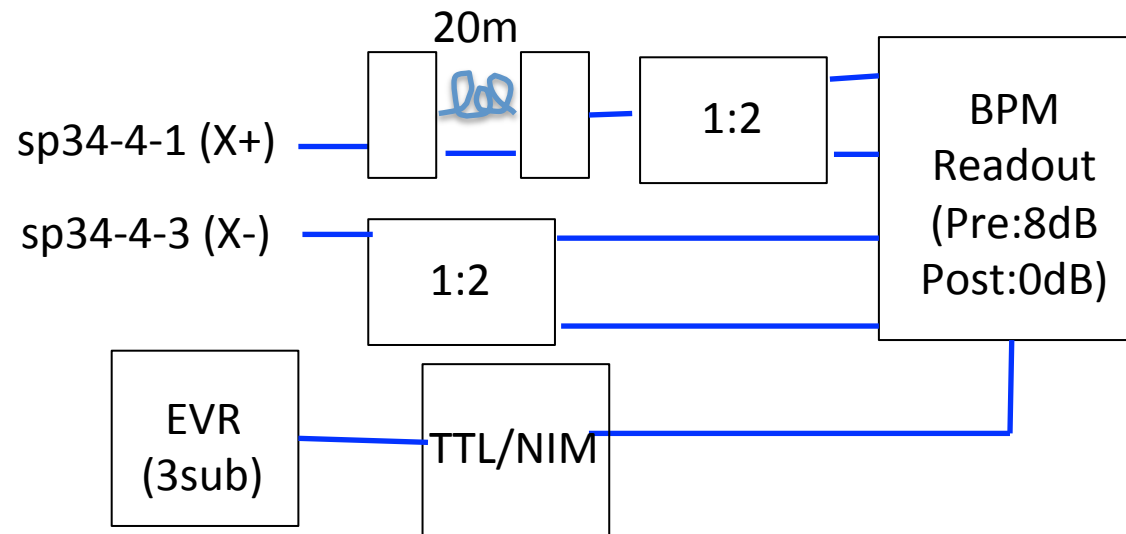 20m
sp34-4-1 (X+)
1:2
BPM
Readout
(Pre:8dB
Post:0dB)
sp34-4-3 (X-)
1:2
EVR
(3sub)
TTL/NIM